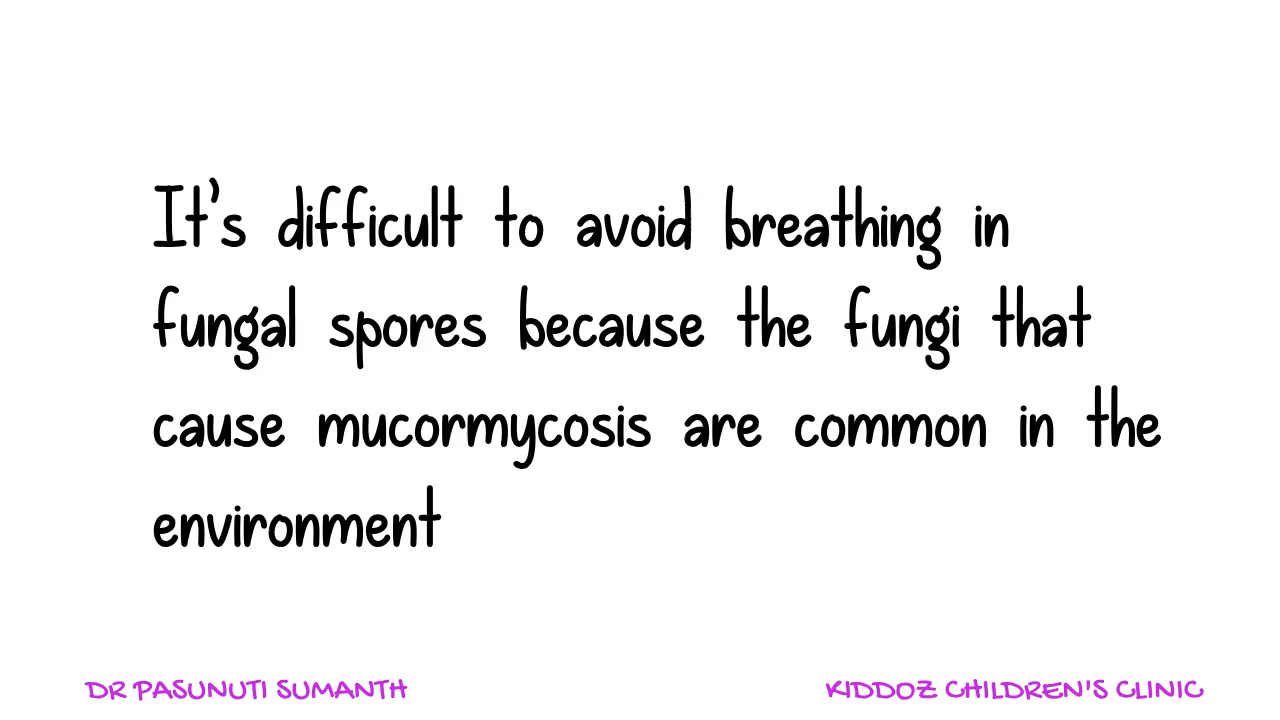 It's difficult to avoid breathing in
fungal spores because the fungi that
cause mucormycosis are common in the
environment
DR PASUNUTI SUMANTH
KIDDOZ CHILDREN'S CLINIC